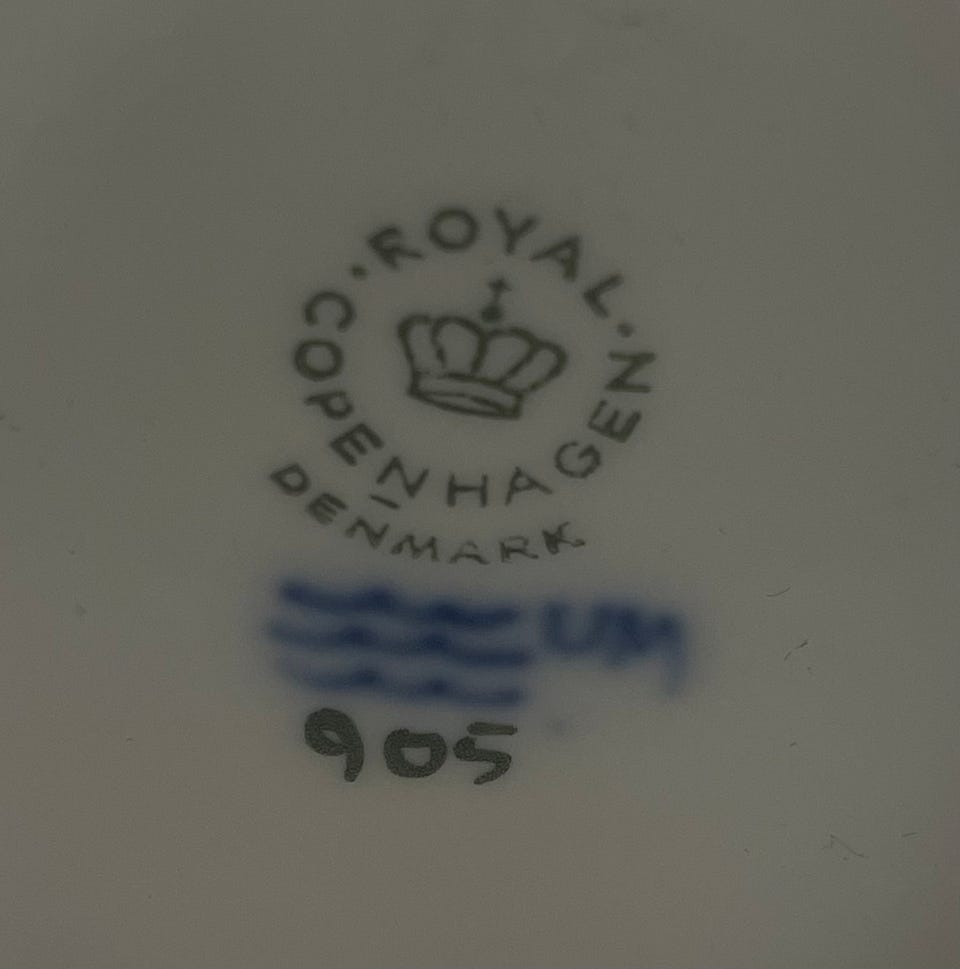 ROYAL
COPENHAGEN
DENMARK
905